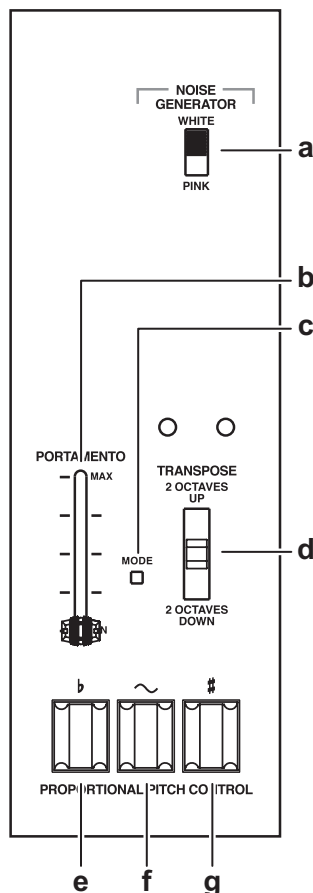 NOISE
GENERATOR
WHITE
PINK
a
b
c
PORTAMENTO
MAX
TRANSPOSE
2 OCTAVES
UP
MODE
d
2 OCTAVES
DOWN
♭ ～ ♯
PROPORTIONAL PITCH CONTROL
e f g